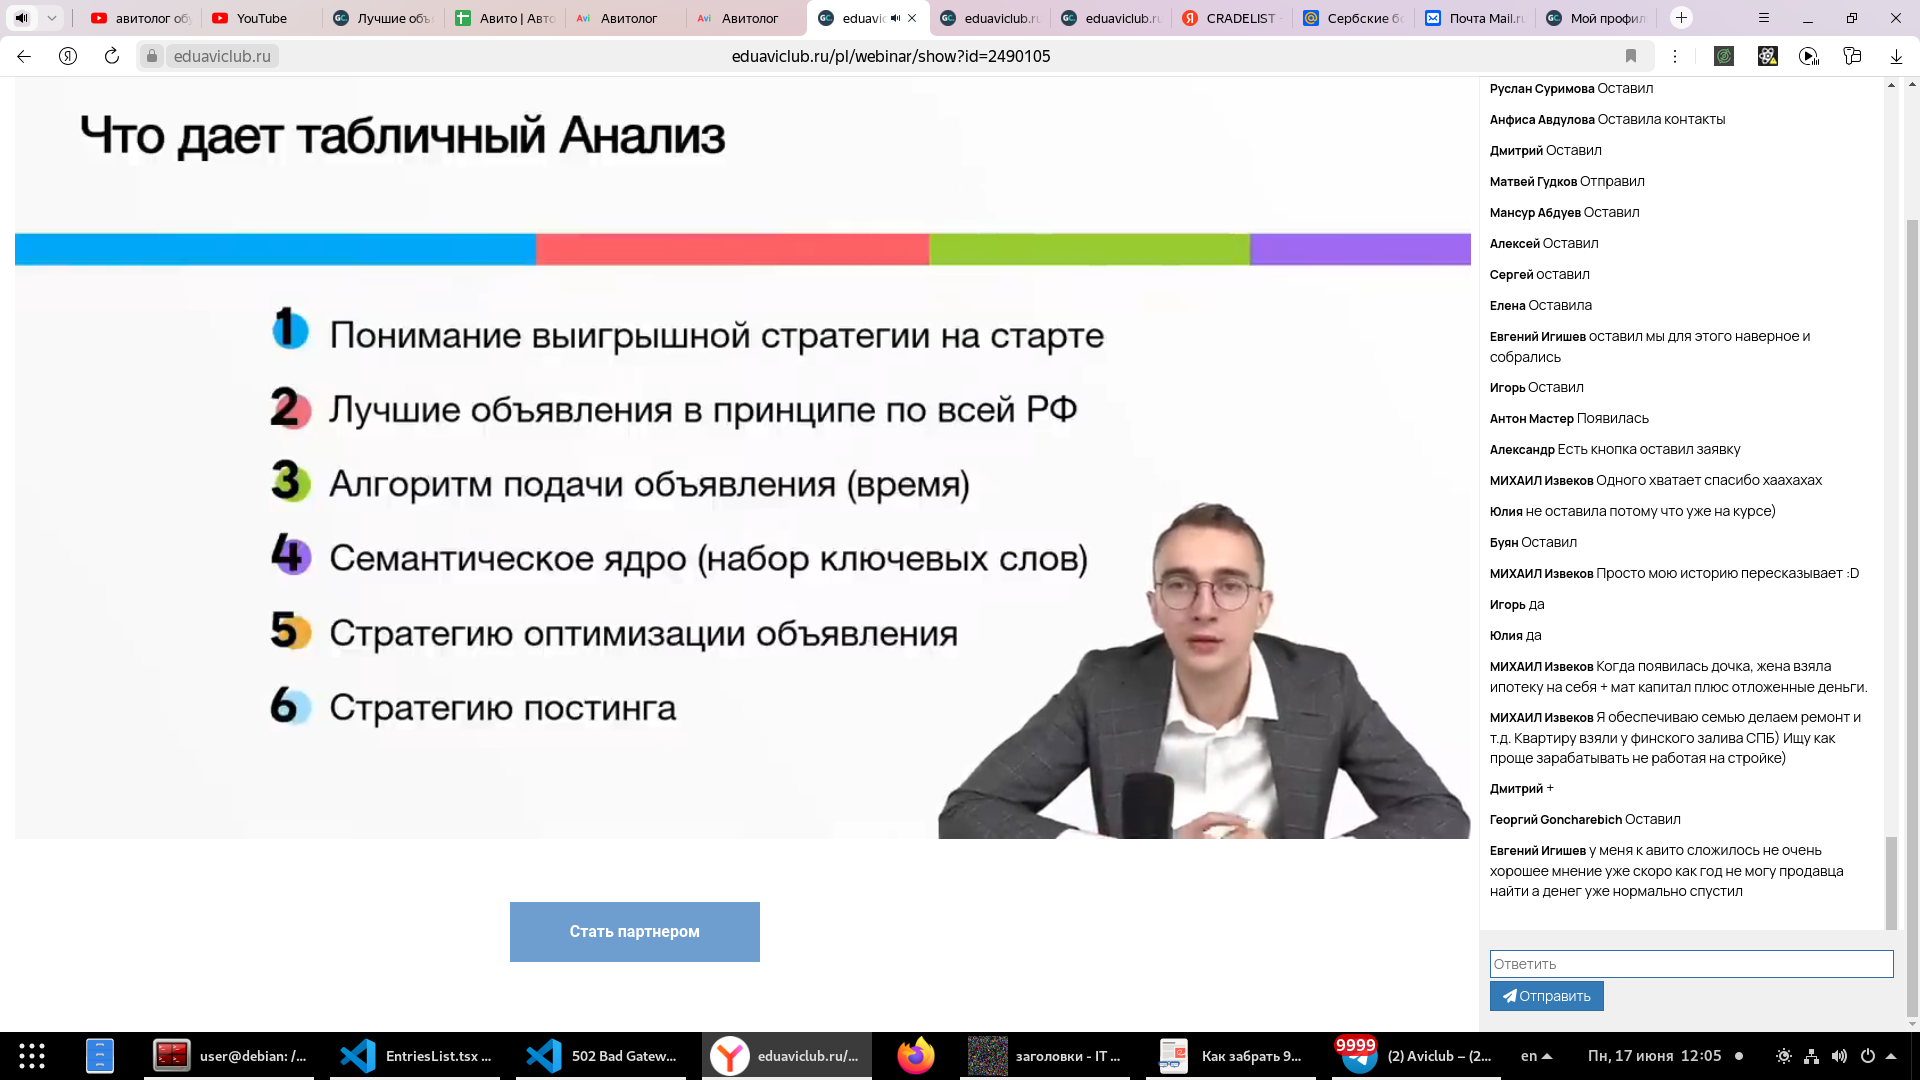 авитолог обу
YouTube
Лучшие объя
Авито | Авто
Авитолог
Авитолог
eduavic
eduaviclub.ru
eduaviclub.ru
CRADELIST
Сербские бо
Почта Mail.ru
Мой профил
eduaviclub.ru
eduaviclub.ru/pl/webinar/show?id=2490105
Что дает табличный Анализ
1 Понимание выигрышной стратегии на старте
2 Лучшие объявления в принципе по всей РФ
3 Алгоритм подачи объявления (время)
4 Семантическое ядро (набор ключевых слов)
5 Стратегию оптимизации объявления
6 Стратегию постинга
Стать партнером
Руслан Суримова Оставил
Анфиса Авдулова Оставила контакты
Дмитрий Оставил
Матвей Гудков Отправил
Мансур Абдуев Оставил
Алексей Оставил
Сергей оставил
Елена Оставила
Евгений Игишев оставил мы для этого наверное и
собрались
Игорь Оставил
Антон Мастер Появилась
Александр Есть кнопка оставил заявку
МИХАИЛ Извеков Одного хватает спасибо хаахахах
Юлия не оставила потому что уже на курсе)
Буян Оставил
МИХАИЛ Извеков Просто мою историю пересказывает :D
Игорь да
Юлия да
МИХАИЛ Извеков Когда появилась дочка, жена взяла
ипотеку на себя + мат капитал плюс отложенные деньги.
МИХАИЛ Извеков Я обеспечиваю семью делаем ремонт и
т.д. Квартиру взяли у финского залива СПБ) Ищу как
проще зарабатывать не работая на стройке)
Дмитрий +
Георгий Goncharebich Оставил
Евгений Игишев у меня к авито сложилось не очень
хорошее мнение уже скоро как год не могу продавца
найти а денег уже нормально спустил
Ответить
Отправить
user@debian: /...
EntriesList.tsx ...
502 Bad Gatew...
eduaviclub.ru/...
заголовки - IT ...
Как забрать 9...
9999
(2) Aviclub – (2...
en
Пн, 17 июня 12:05